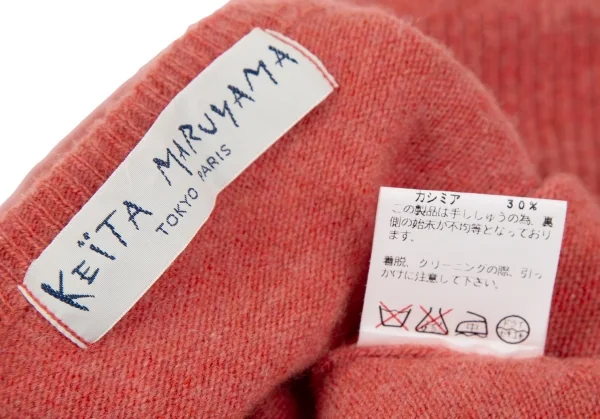 KEÏTA MARUYAMA
TOKYO PARIS
カシミア 30%
この製品は手ししゅうの為、裏
側の始末が不均等となっており
ます。
着脱、クリーニングの際、引っ
かけに注意して下さい。